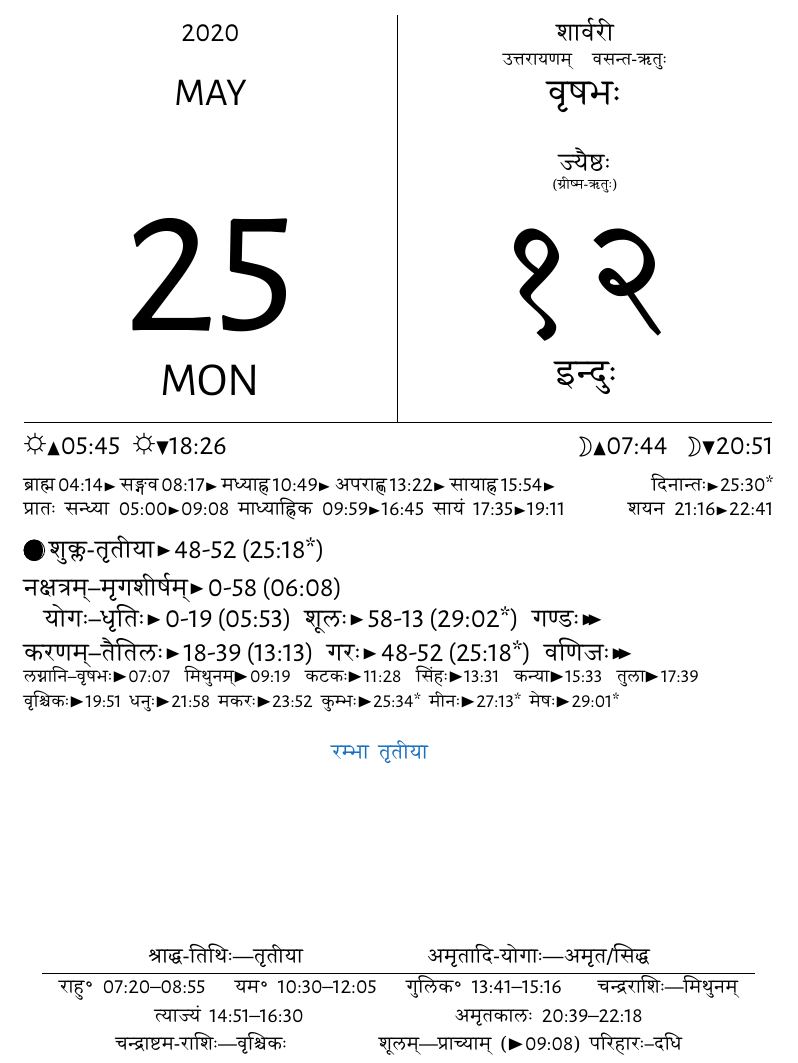 2020
MAY
25
MON
शार्वरी
उत्तरायणम् वसन्त-ऋतुः
वृषभः
ज्यैष्ठः
(ग्रीष्म-ऋतुः)
१२
इन्दुः
☼▲05:45 ☼▼18:26 ☽▲07:44 ☽▼20:51
ब्राह्म 04:14► सङ्गव 08:17► मध्याह्न 10:49► अपराह्ण 13:22► सायाह्न 15:54► दिनान्तः►25:30*
प्रातः सन्ध्या 05:00►09:08 माध्याह्निक 09:59►16:45 सायं 17:35►19:11 शयन 21:16►22:41
शुक्ल-तृतीया►48-52 (25:18*)
नक्षत्रम्–मृगशीर्षम्►0-58 (06:08)
योगः–धृतिः►0-19 (05:53) शूलः►58-13 (29:02*) गण्डः►►
करणम्–तैतिलः►18-39 (13:13) गरः►48-52 (25:18*) वणिजः►►
लग्नानि–वृषभः►07:07 मिथुनम्►09:19 कटकः►11:28 सिंहः►13:31 कन्या►15:33 तुला►17:39
वृश्चिकः►19:51 धनुः►21:58 मकरः►23:52 कुम्भः►25:34* मीनः►27:13* मेषः►29:01*
रम्भा तृतीया
श्राद्ध-तिथिः—तृतीया अमृतादि-योगाः—अमृत/सिद्ध
राहु° 07:20–08:55 यम° 10:30–12:05 गुलिक° 13:41–15:16 चन्द्रराशिः—मिथुनम्
त्याज्यं 14:51–16:30 अमृतकालः 20:39–22:18
चन्द्राष्टम-राशिः—वृश्चिकः शूलम्—प्राच्याम् (►09:08) परिहारः–दधि